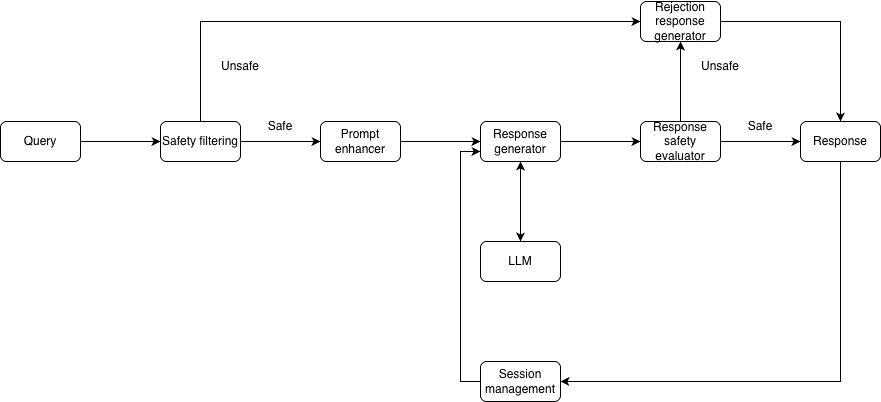 Rejection
response
generator
Unsafe
Unsafe
Query
Safety filtering
Safe
Prompt
enhancer
Response
generator
Response
safety
evaluator
Safe
Response
LLM
Session
management